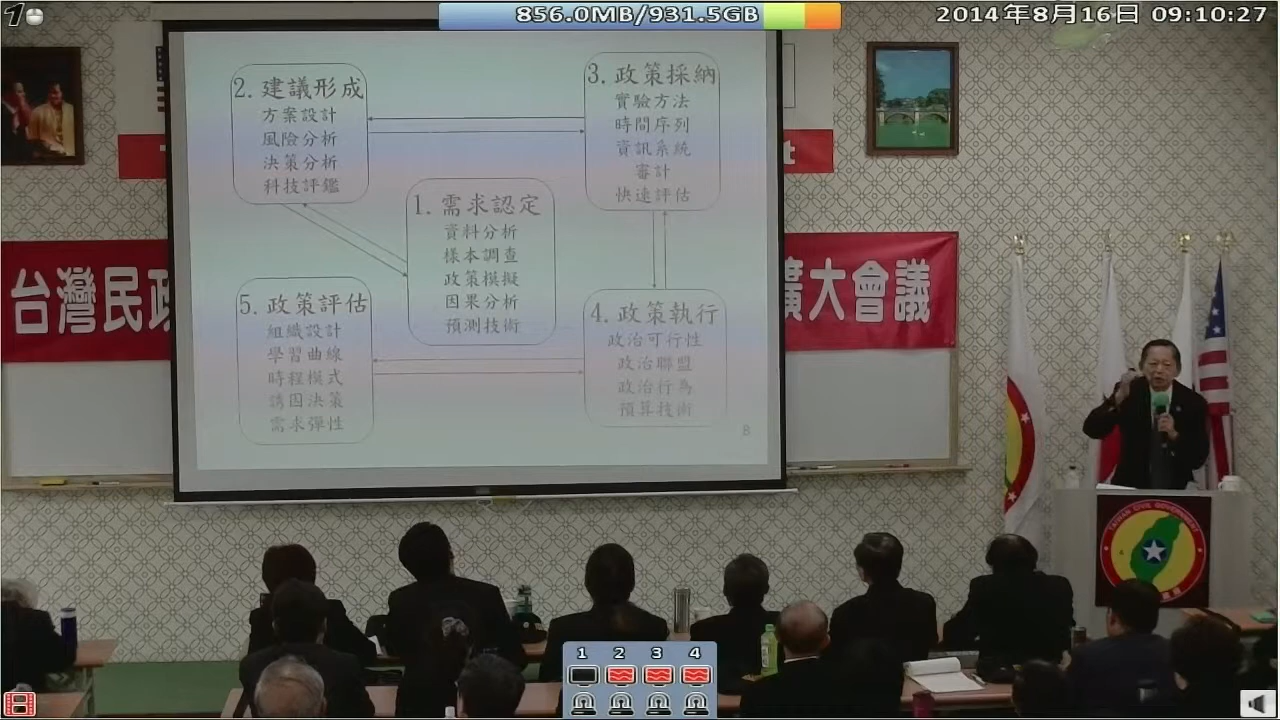 1
856.0MB/931.5GB
2014年8月16日 09:10:27
2. 建議形成
方案設計
風險分析
決策分析
科技評鑑
3. 政策採納
實驗方法
時間序列
資訊系統
審計
快速評估
1. 需求認定
資料分析
樣本調查
政策模擬
因果分析
預測技術
5. 政策評估
組織設計
學習曲線
時程模式
誘因決策
需求彈性
4. 政策執行
政治可行性
政治聯盟
政治行為
預算技術
8
台灣民政
擴大會議
TAIWAN CIVIL GOVERNMENT
1 2 3 4